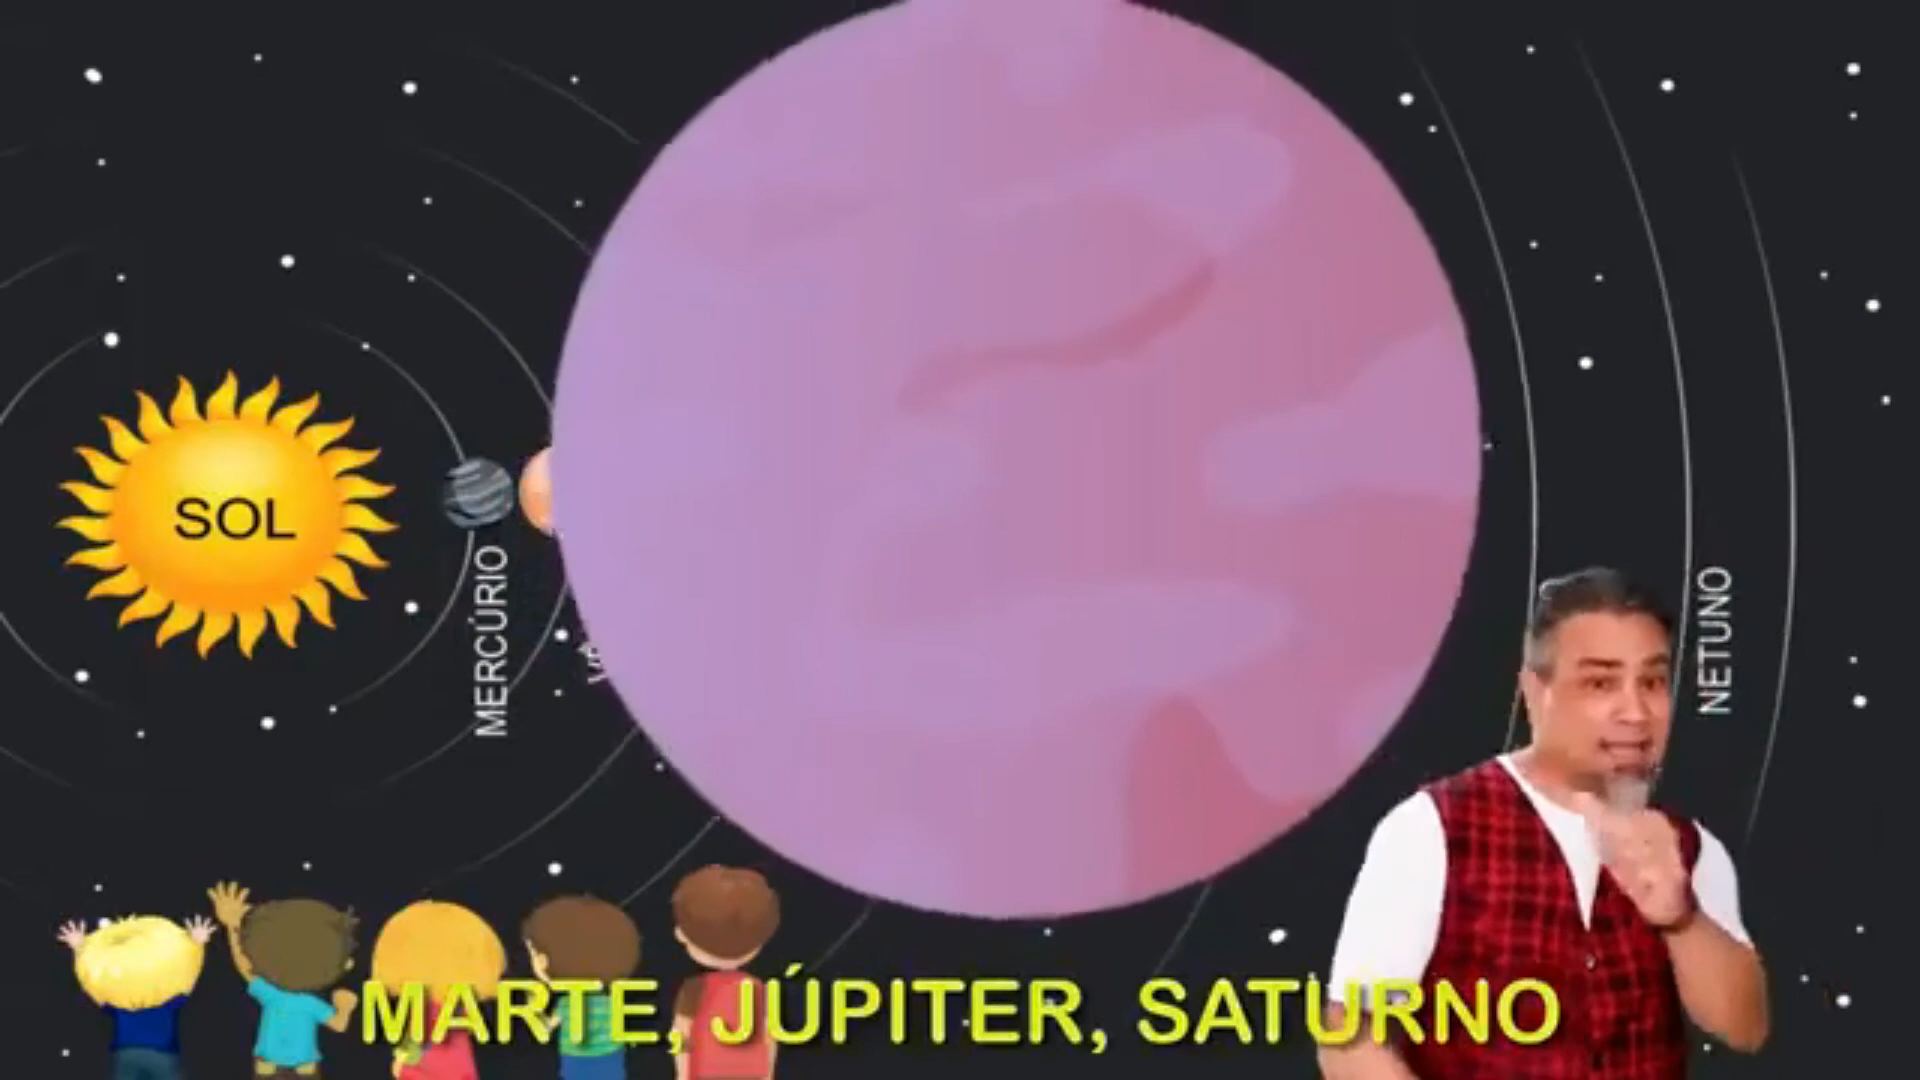 SOL
MERCÚRIO
NETUNO
MARTE, JÚPITER, SATURNO